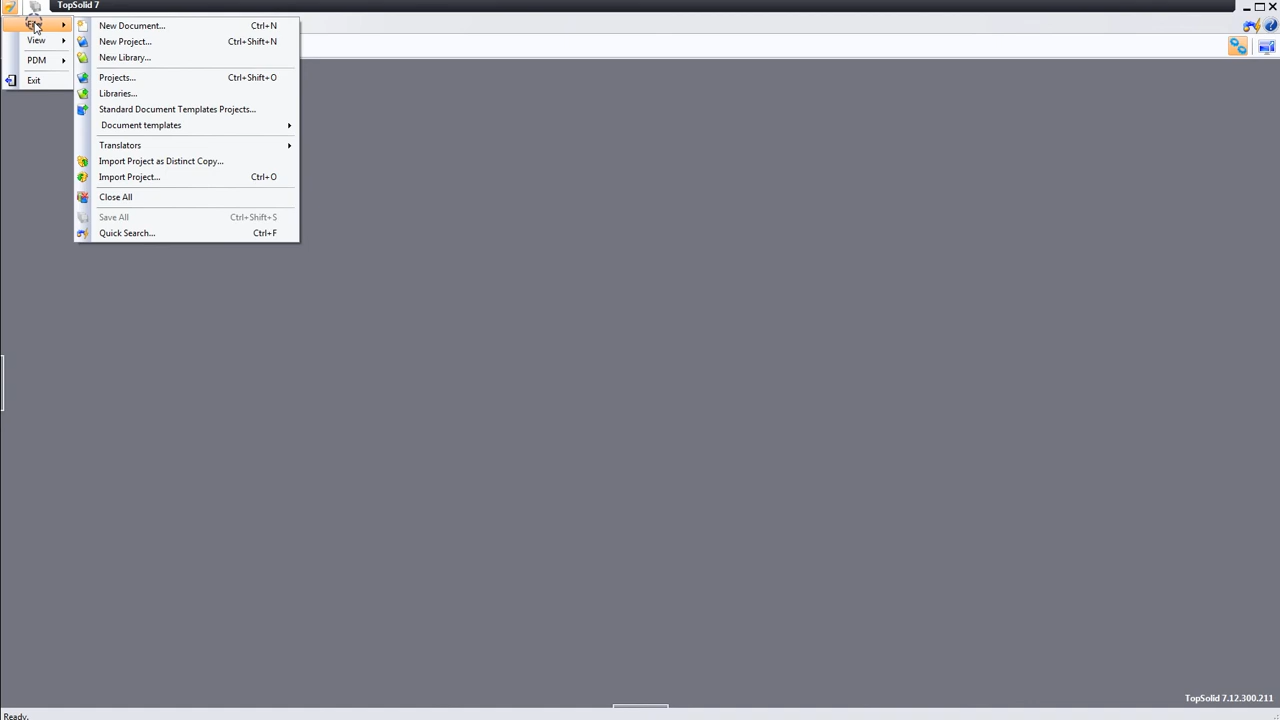 TopSolid 7
File
View
PDM
Exit
New Document... Ctrl+N
New Project... Ctrl+Shift+N
New Library...
Projects... Ctrl+Shift+O
Libraries...
Standard Document Templates Projects...
Document templates
Translators
Import Project as Distinct Copy...
Import Project... Ctrl+O
Close All
Save All Ctrl+Shift+S
Quick Search... Ctrl+F
TopSolid 7.12.300.211
Ready.